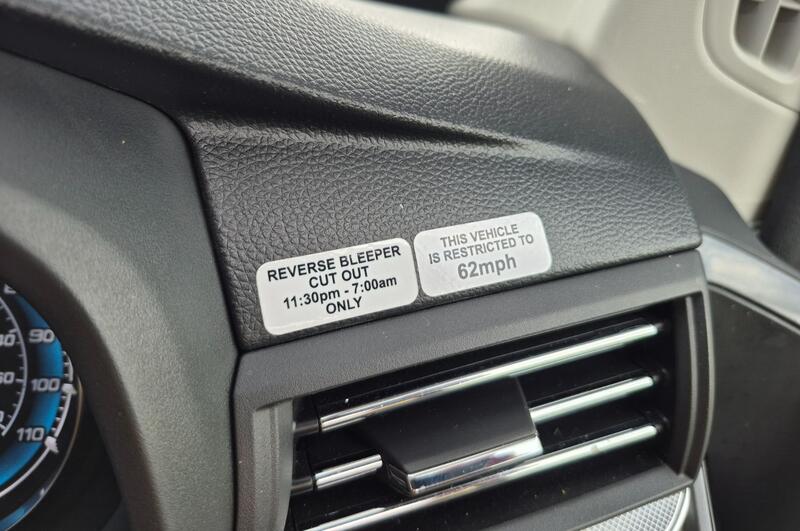 REVERSE BLEEPER
CUT OUT
11:30pm - 7:00am
ONLY
THIS VEHICLE
IS RESTRICTED TO
62mph
90
100
110